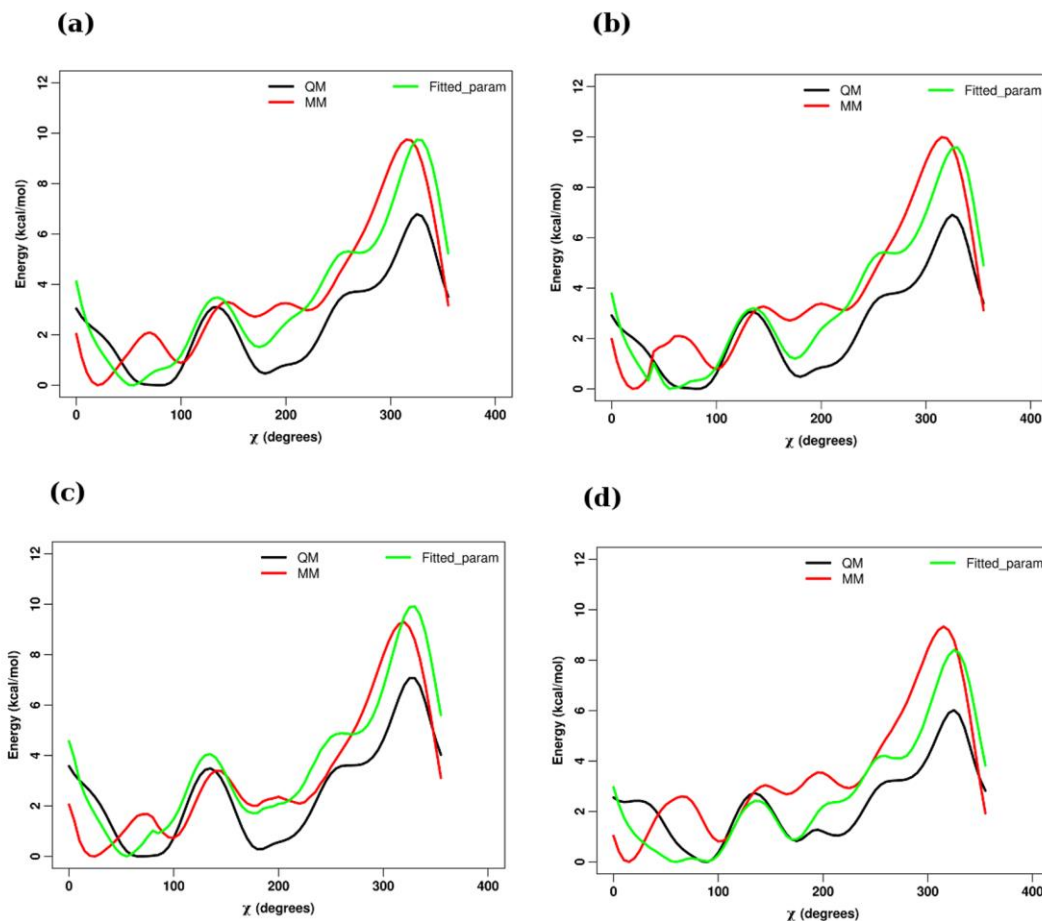 (a)
QM
MM
Fitted_param
Energy (kcal/mol)
12
10
8
6
4
2
0
0 100 200 300 400
χ (degrees)
(b)
QM
MM
Fitted_param
Energy (kcal/mol)
12
10
8
6
4
2
0
0 100 200 300 400
χ (degrees)
(c)
QM
MM
Fitted_param
Energy (kcal/mol)
12
10
8
6
4
2
0
0 100 200 300 400
χ (degrees)
(d)
QM
MM
Fitted_param
Energy (kcal/mol)
12
10
8
6
4
2
0
0 100 200 300 400
χ (degrees)